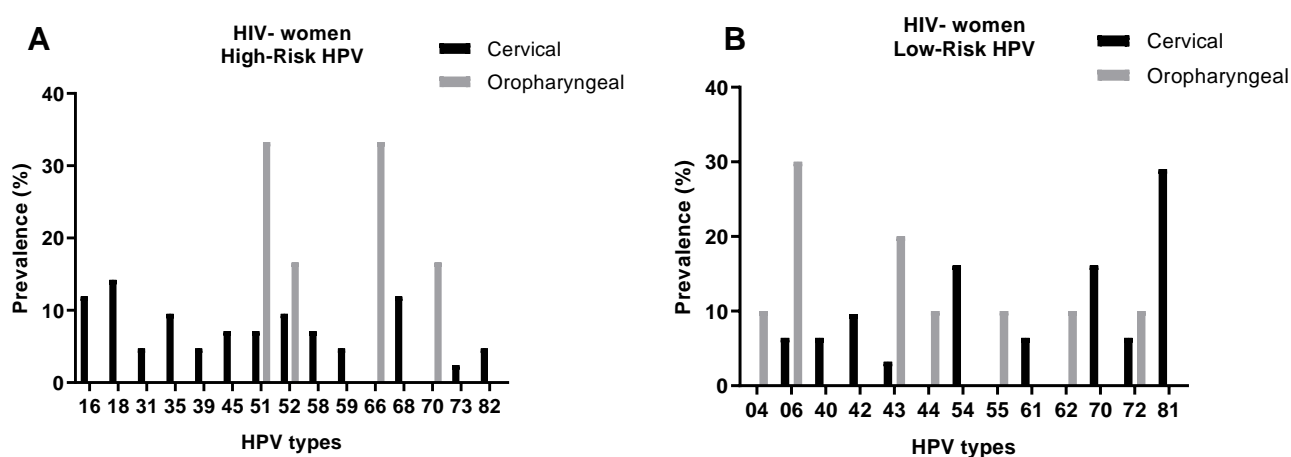 A
HIV- women
High-Risk HPV
Cervical
Oropharyngeal
Prevalence (%)
40
30
20
10
0
16 18 31 35 39 45 51 52 58 59 66 68 70 73 82
HPV types
B
HIV- women
Low-Risk HPV
Cervical
Oropharyngeal
Prevalence (%)
40
30
20
10
0
04 06 40 42 43 44 54 55 61 62 70 72 81
HPV types